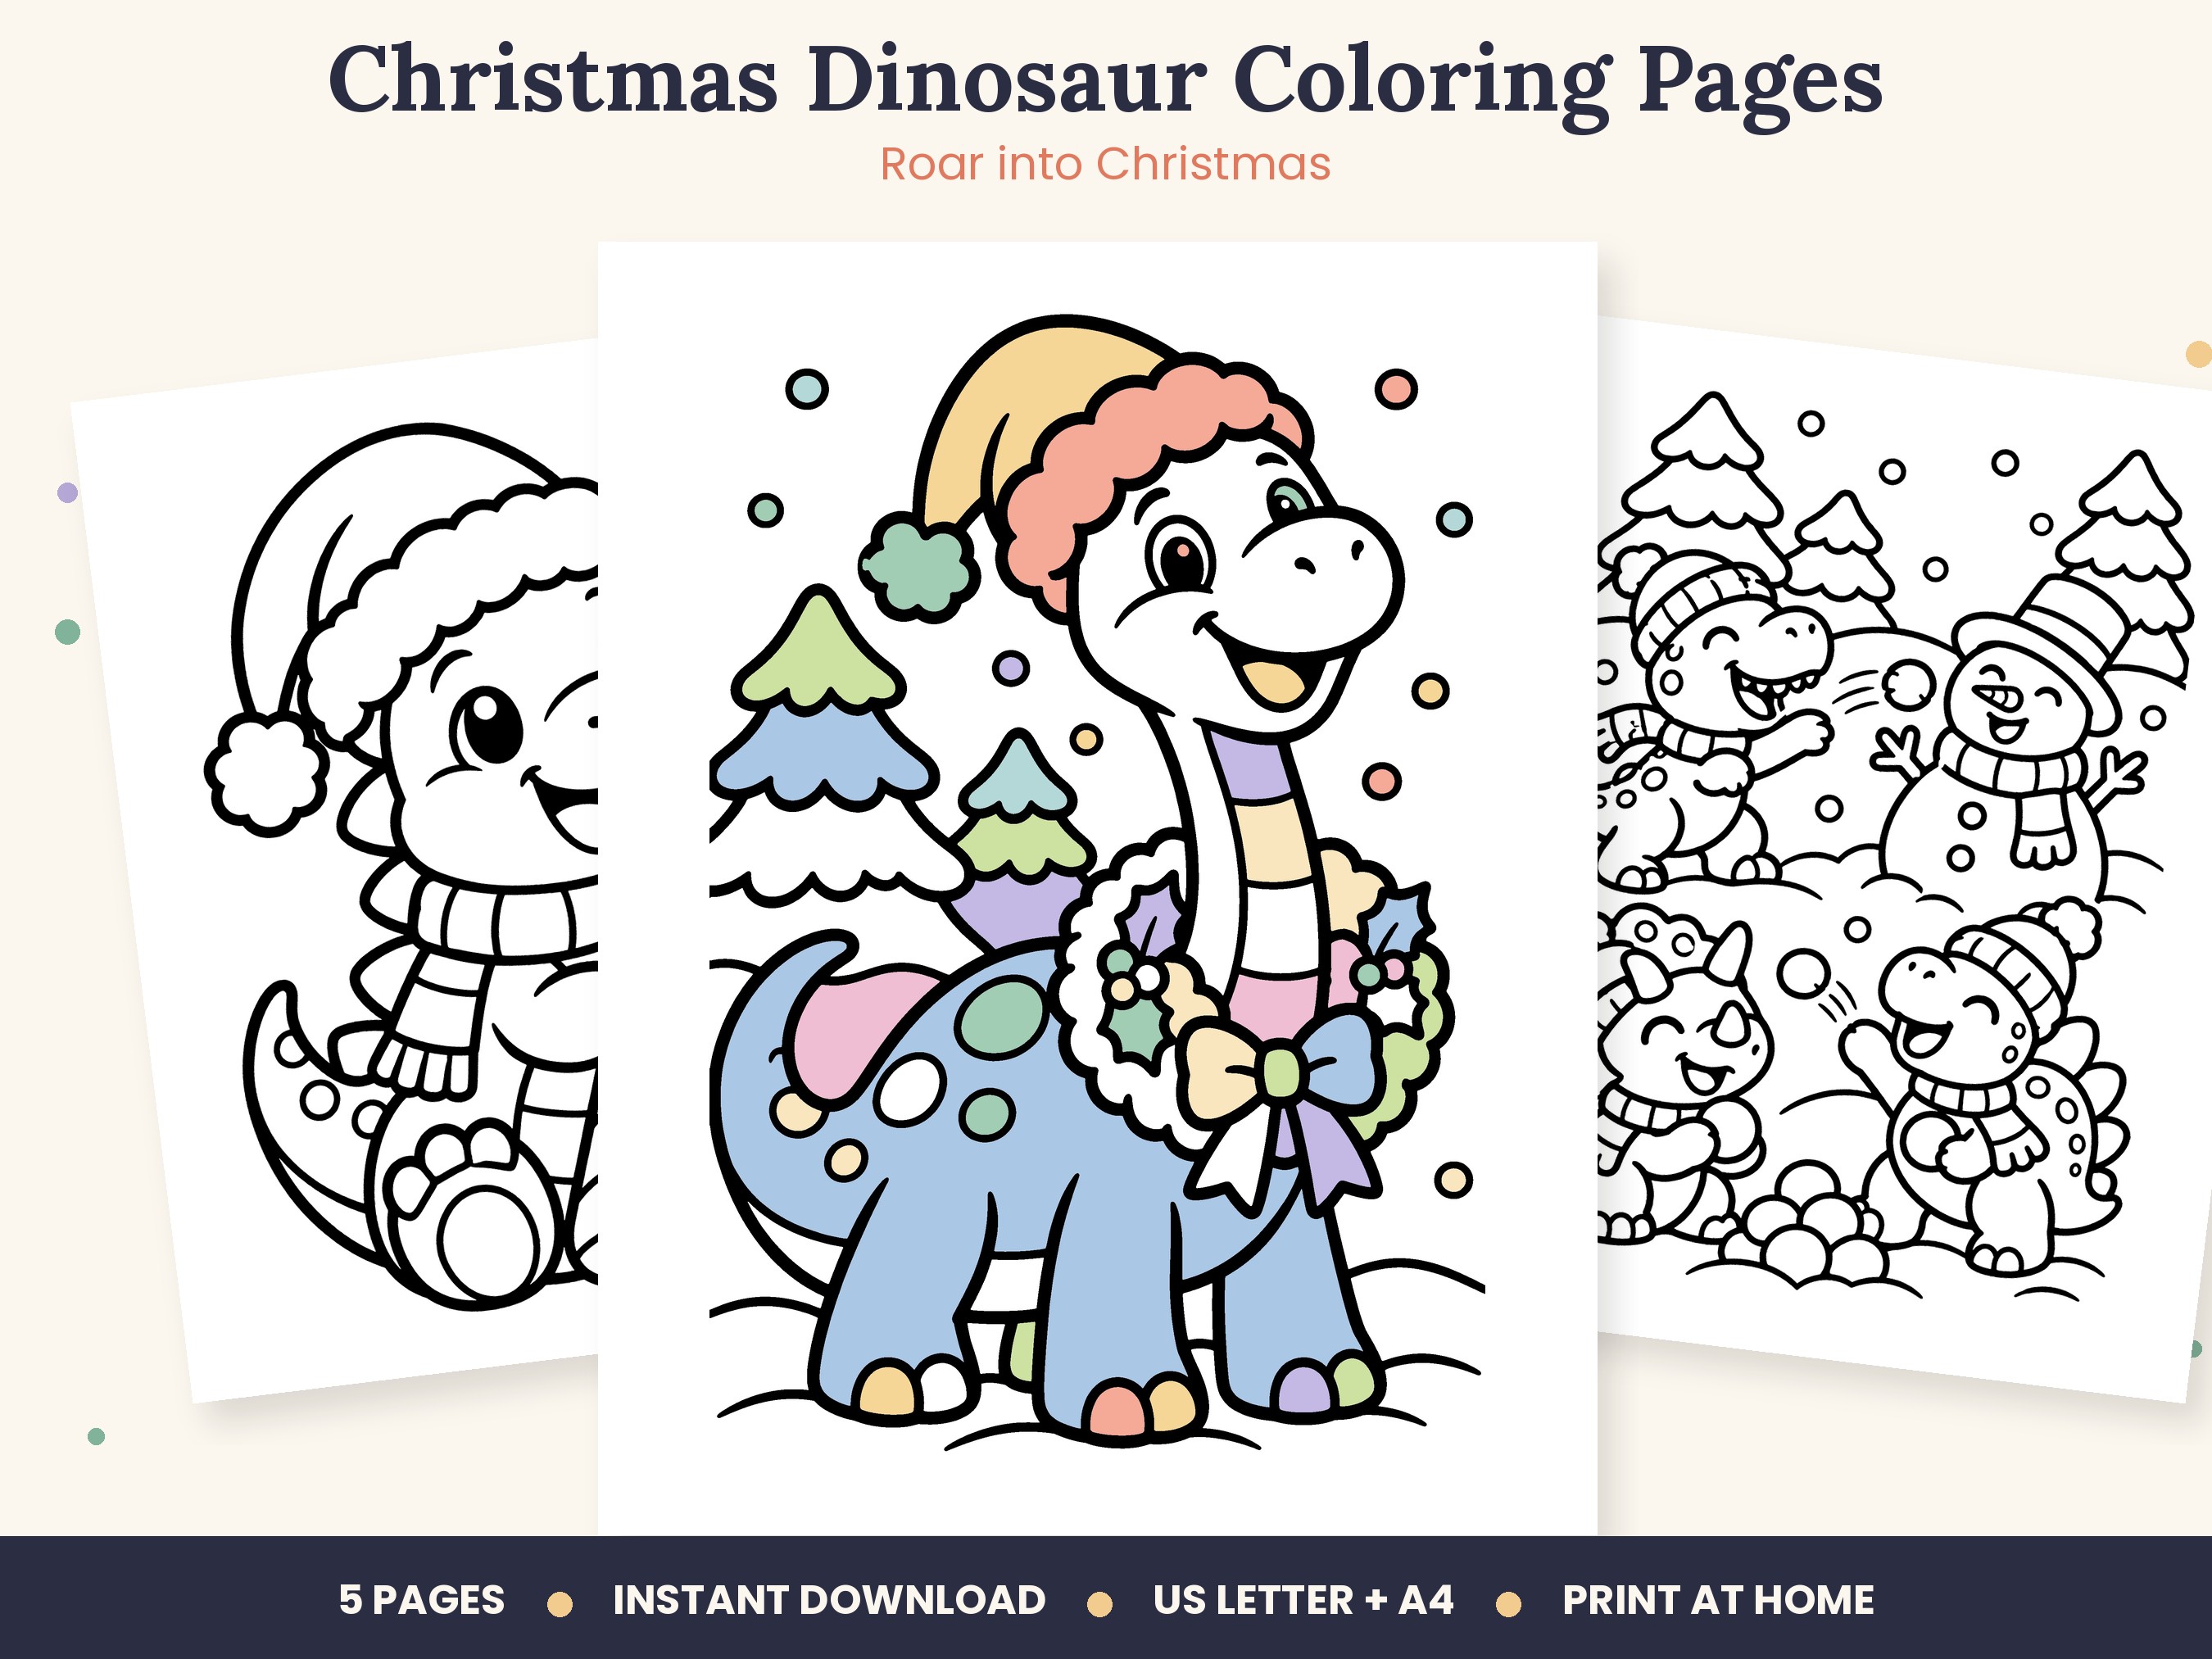 Christmas Dinosaur Coloring Pages
Roar into Christmas
5 PAGES ● INSTANT DOWNLOAD ● US LETTER + A4 ● PRINT AT HOME